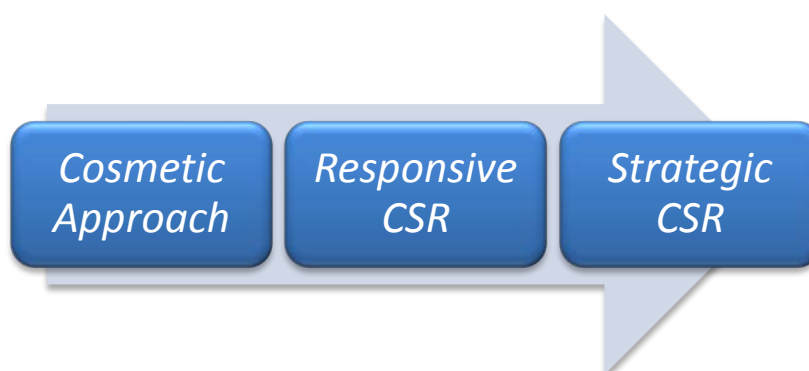 Cosmetic
Approach
Responsive
CSR
Strategic
CSR